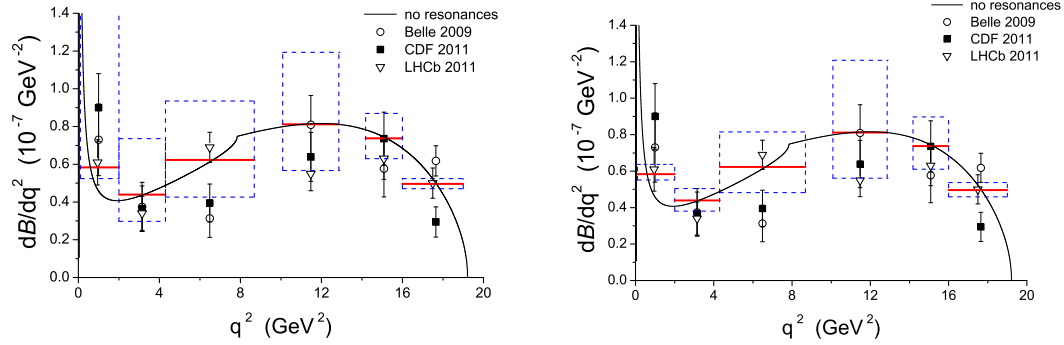 no resonances
Belle 2009
CDF 2011
LHCb 2011
dB/dq² (10⁻⁷ GeV⁻²)
1.4
1.2
1.0
0.8
0.6
0.4
0.2
0.0
0 4 8 12 16 20
q² (GeV²)
no resonances
Belle 2009
CDF 2011
LHCb 2011
dB/dq² (10⁻⁷ GeV⁻²)
1.4
1.2
1.0
0.8
0.6
0.4
0.2
0.0
0 4 8 12 16 20
q² (GeV²)